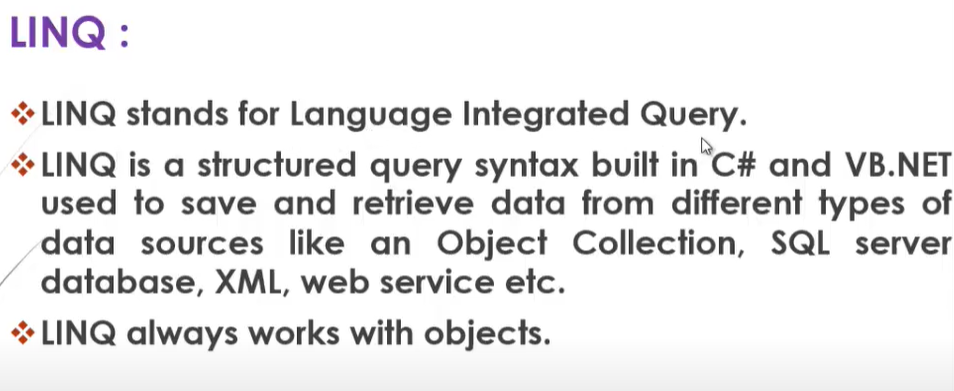 LINQ :
LINQ stands for Language Integrated Query.
LINQ is a structured query syntax built in C# and VB.NET
used to save and retrieve data from different types of
data sources like an Object Collection, SQL server
database, XML, web service etc.
LINQ always works with objects.